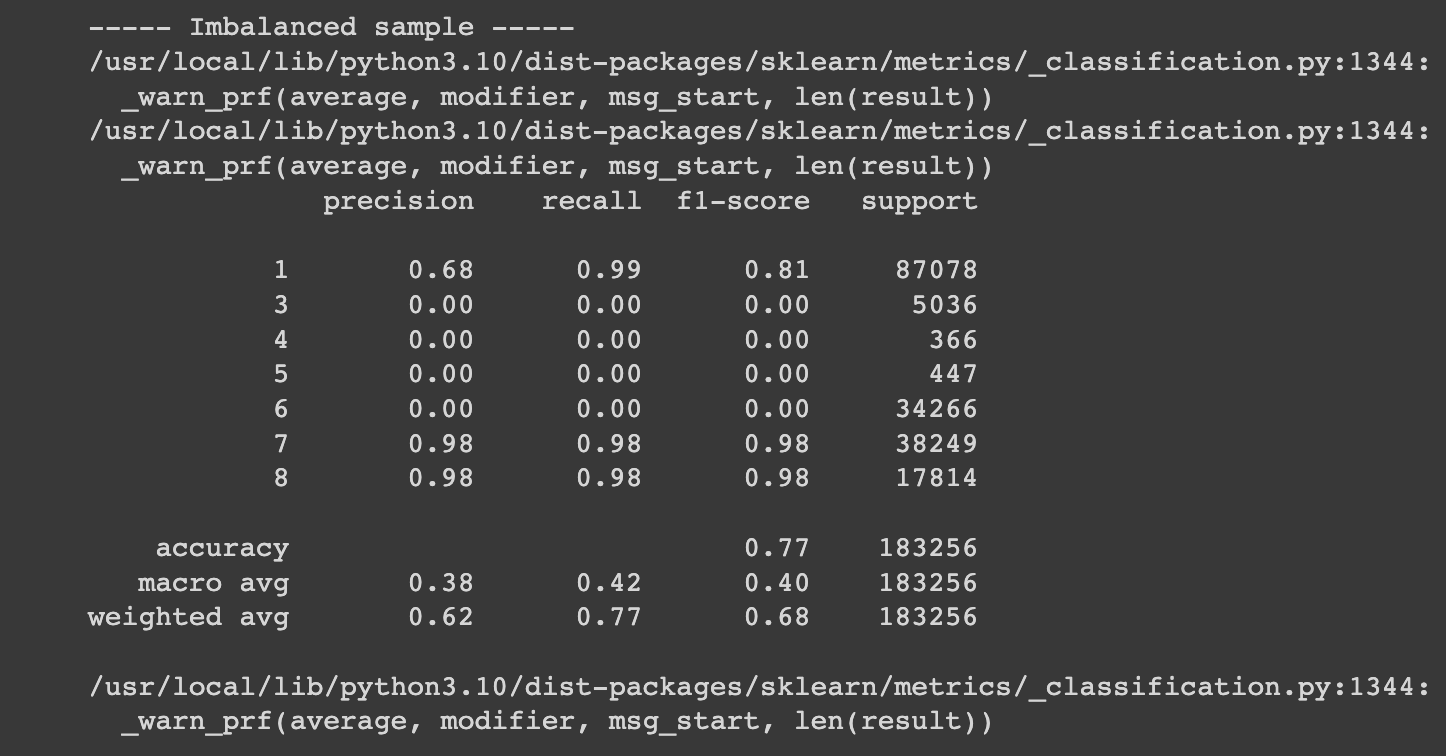 ----- Imbalanced sample -----
/usr/local/lib/python3.10/dist-packages/sklearn/metrics/_classification.py:1344:
_warn_prf(average, modifier, msg_start, len(result))
/usr/local/lib/python3.10/dist-packages/sklearn/metrics/_classification.py:1344:
_warn_prf(average, modifier, msg_start, len(result))
precision recall f1-score support
1 0.68 0.99 0.81 87078
3 0.00 0.00 0.00 5036
4 0.00 0.00 0.00 366
5 0.00 0.00 0.00 447
6 0.00 0.00 0.00 34266
7 0.98 0.98 0.98 38249
8 0.98 0.98 0.98 17814
accuracy 0.77 183256
macro avg 0.38 0.42 0.40 183256
weighted avg 0.62 0.77 0.68 183256
/usr/local/lib/python3.10/dist-packages/sklearn/metrics/_classification.py:1344:
_warn_prf(average, modifier, msg_start, len(result))